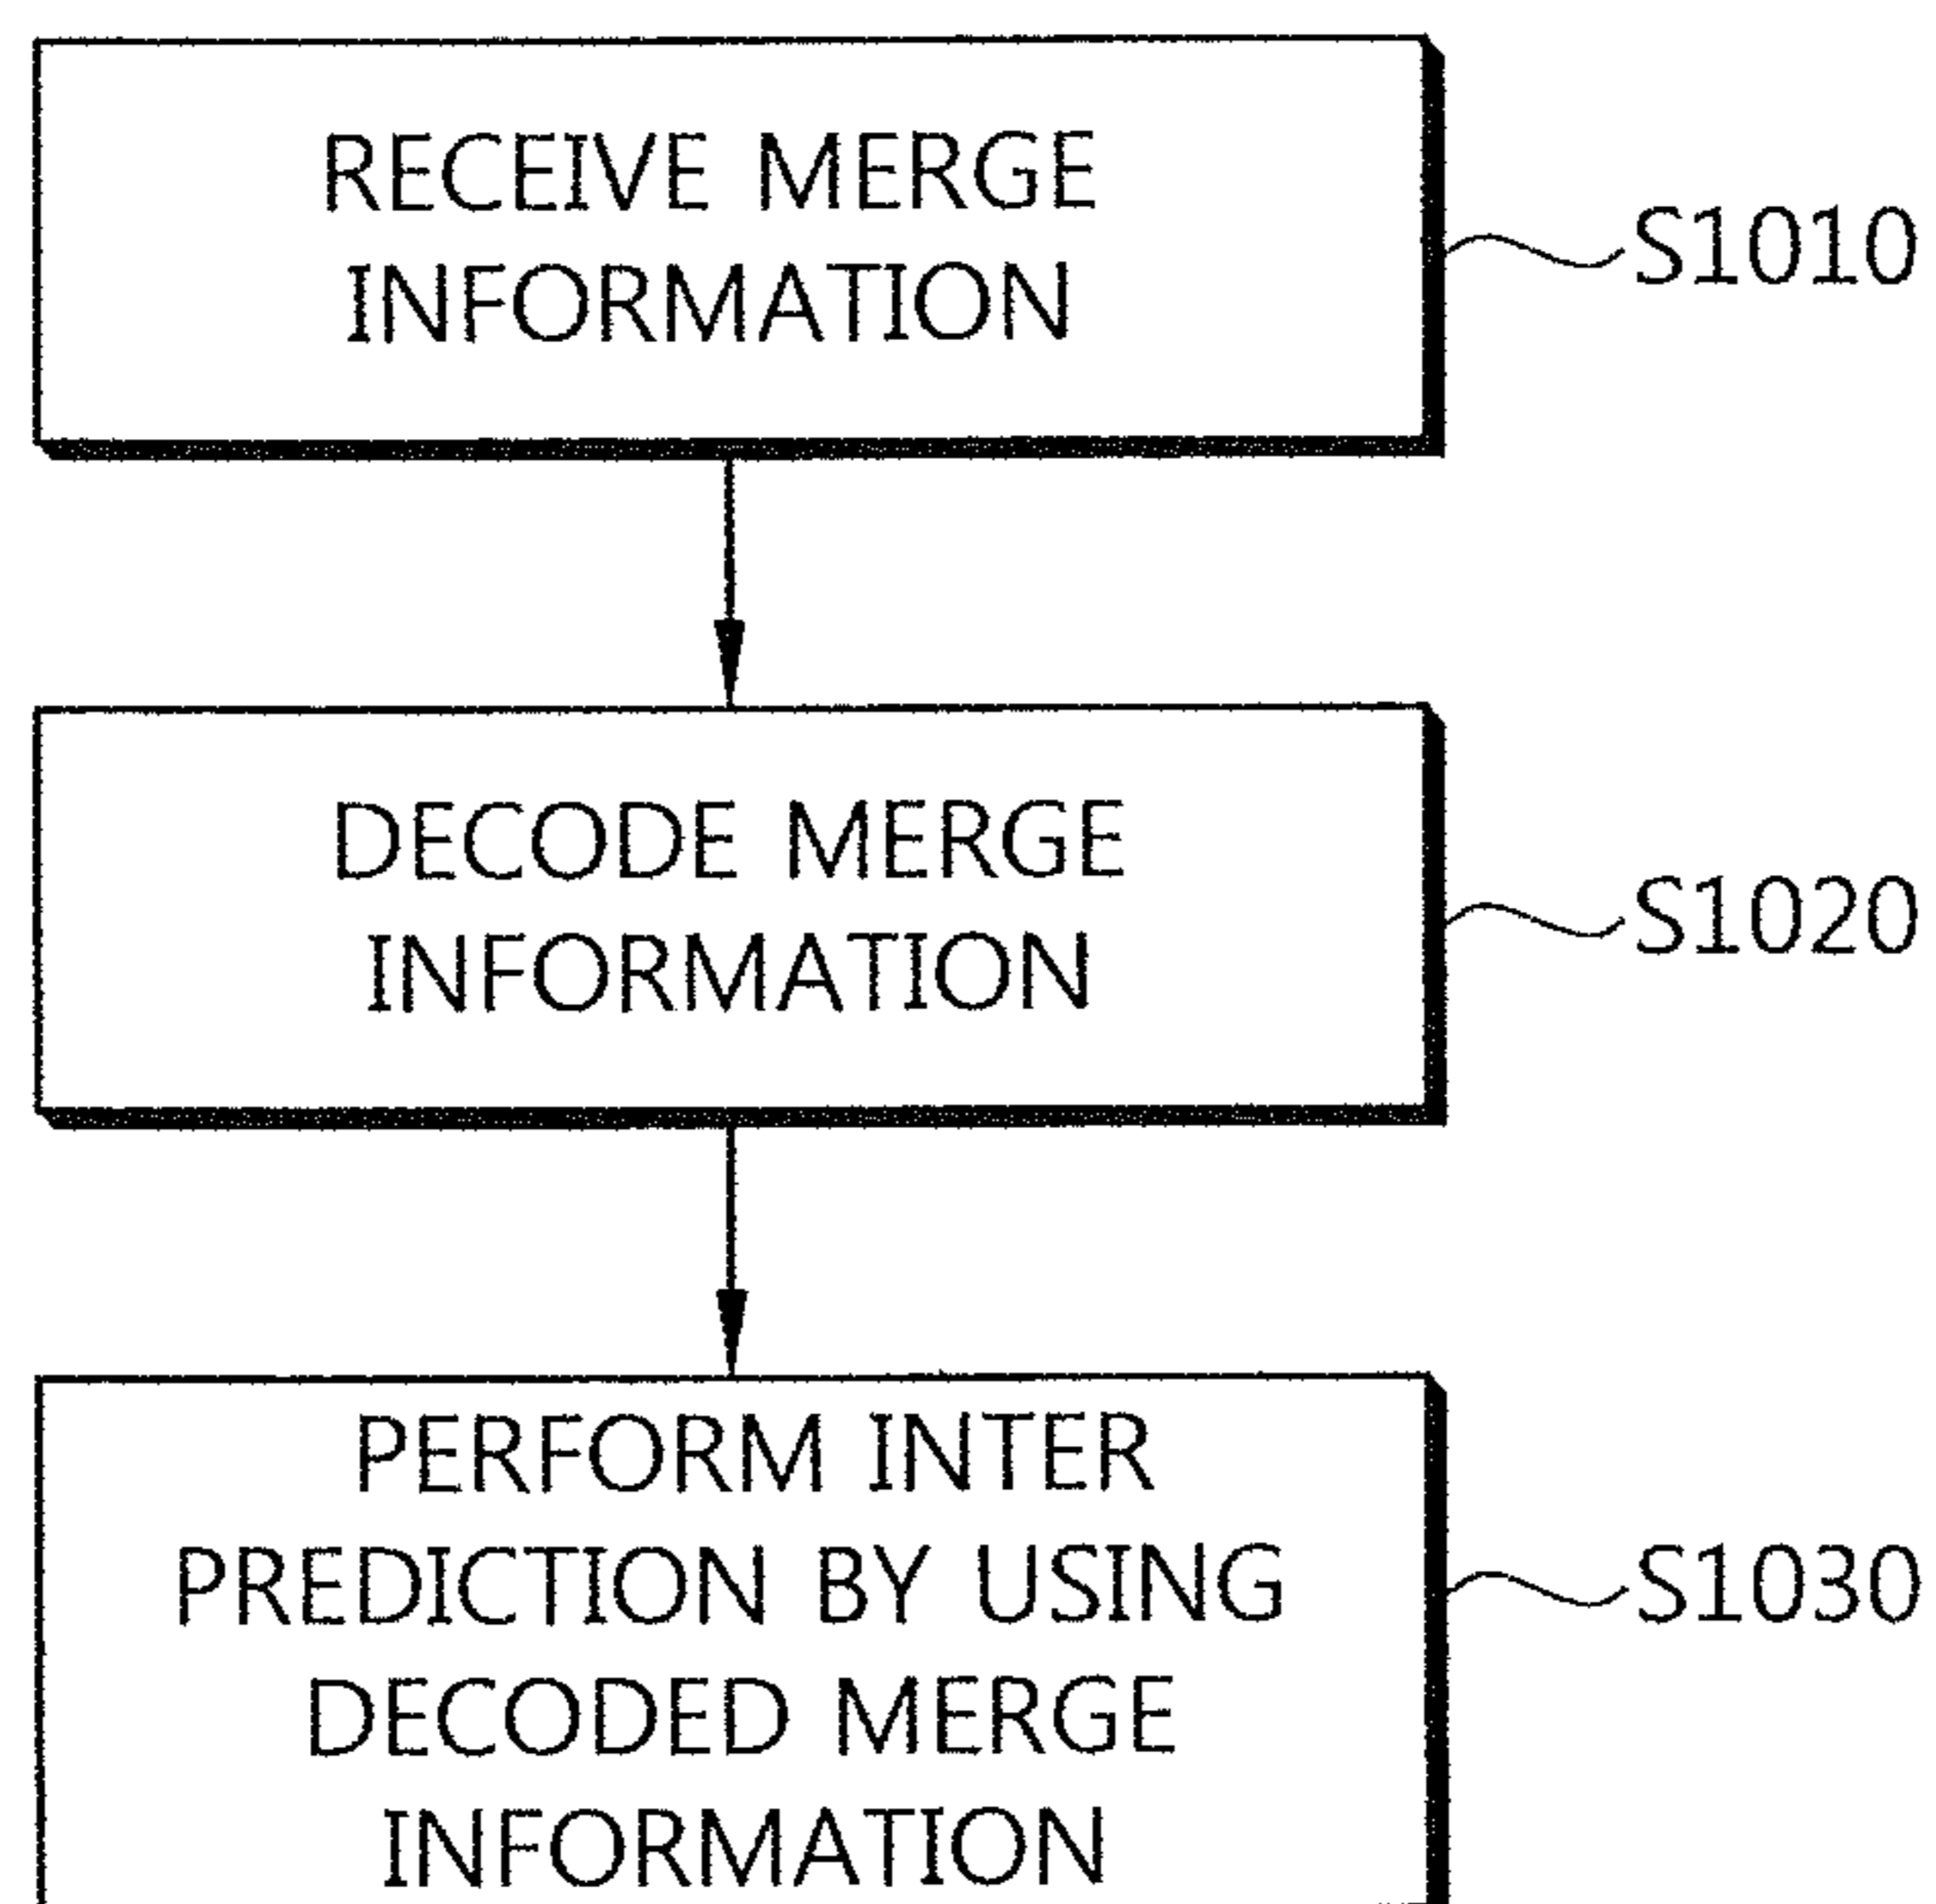 RECEIVE MERGE
INFORMATION
S1010
DECODE MERGE
INFORMATION
S1020
PERFORM INTER
PREDICTION BY USING
DECODED MERGE
INFORMATION
S1030